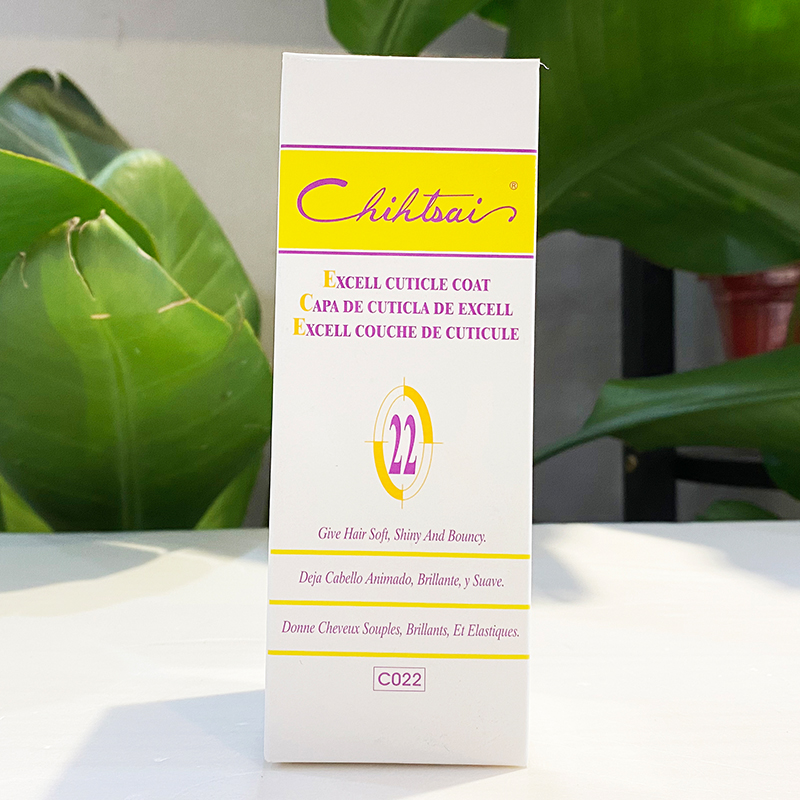 Chihtsai®
EXCELL CUTICLE COAT
CAPA DE CUTICLA DE EXCELL
EXCELL COUCHE DE CUTICULE
22
Give Hair Soft, Shiny And Bouncy.
Deja Cabello Animado, Brillante, y Suave.
Donne Cheveux Souples, Brillants, Et Elastiques.
C022